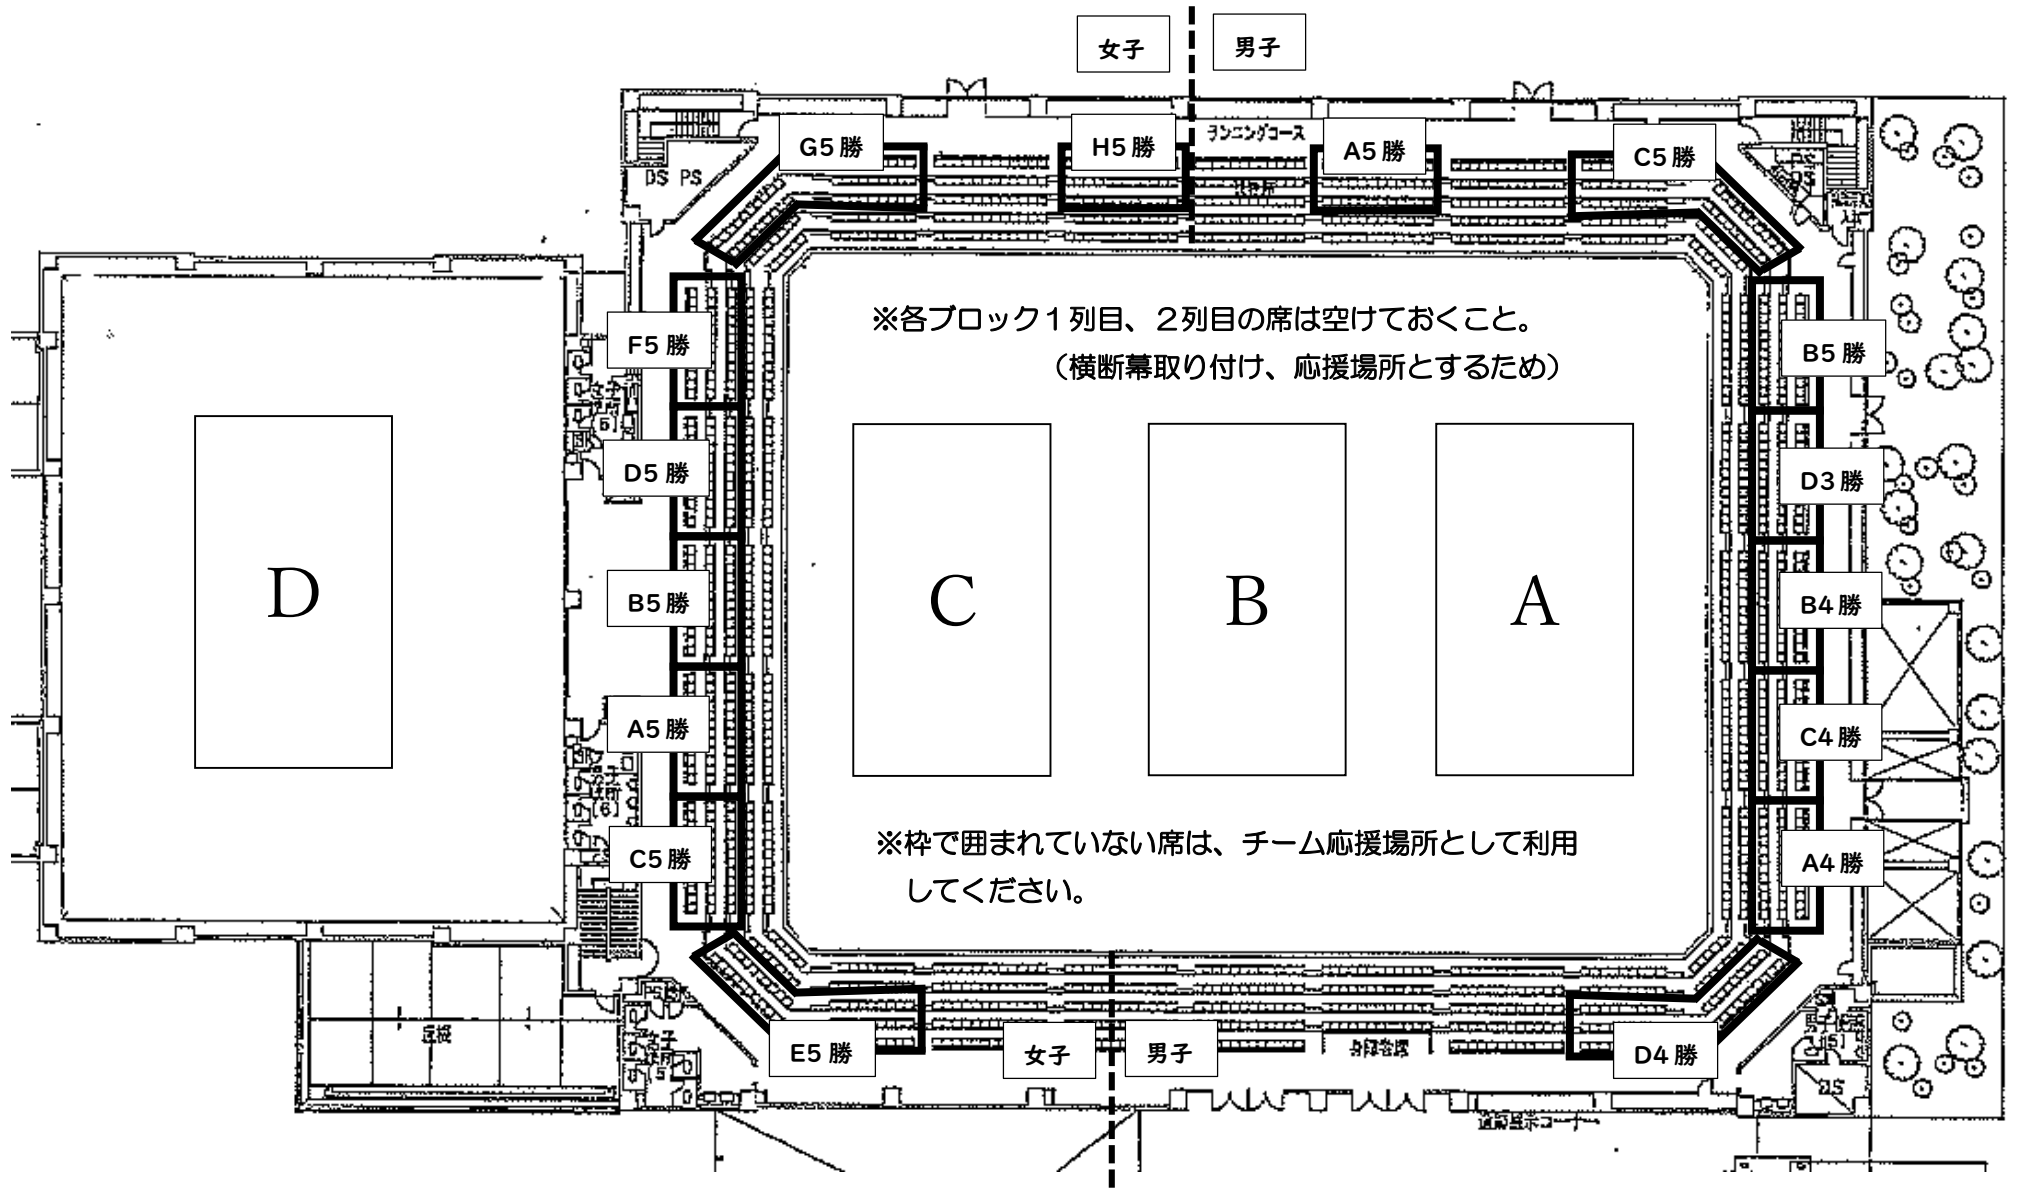 女子
男子
ランニングコース
G5勝
H5勝
A5勝
C5勝
DS PS
F5勝
※各ブロック1列目、2列目の席は空けておくこと。
（横断幕取り付け、応援場所とするため）
B5勝
D5勝
D3勝
D
B5勝
C
B
A
B4勝
A5勝
C4勝
C5勝
※枠で囲まれていない席は、チーム応援場所として利用
してください。
A4勝
E5勝
女子
男子
D4勝
DS